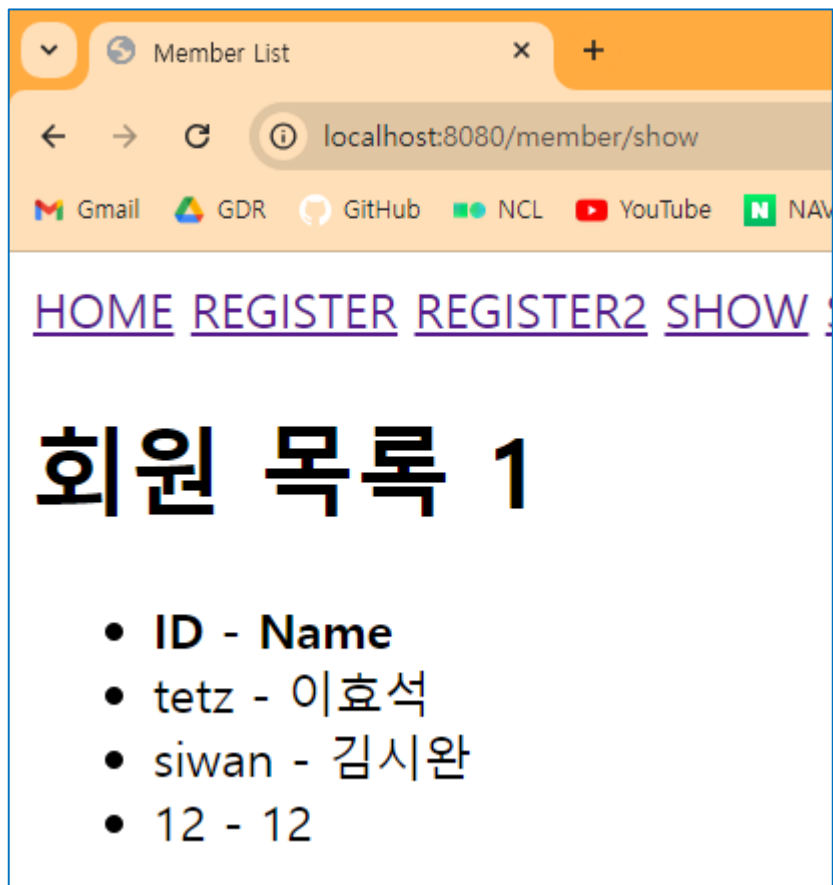 Member List
localhost:8080/member/show
Gmail GDR GitHub NCL YouTube N NAV
HOME REGISTER REGISTER2 SHOW
회원 목록 1
ID - Name
tetz - 이효석
siwan - 김시완
12 - 12